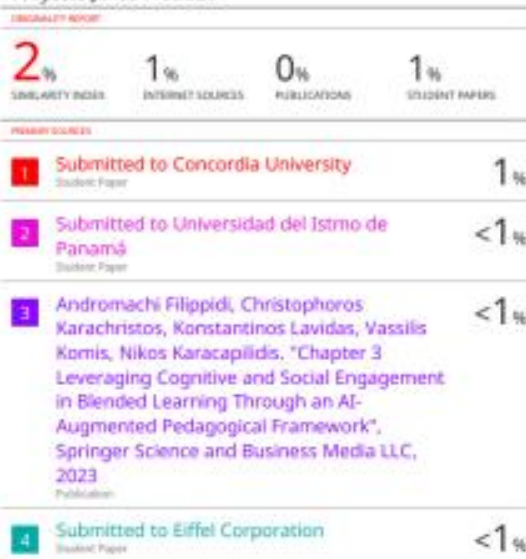 ORIGINALITY REPORT
2%
SIMILARITY INDEX
1%
INTERNET SOURCES
0%
PUBLICATIONS
1%
STUDENT PAPERS
PRIMARY SOURCES
1
Submitted to Concordia University
Student Paper
1%
2
Submitted to Universidad del Istmo de
Panamá
Student Paper
<1%
3
Andromachi Filippidi, Christophoros
Karachristos, Konstantinos Lavidas, Vassilis
Komis, Nikos Karacapilidis. "Chapter 3
Leveraging Cognitive and Social Engagement
in Blended Learning Through an AI-
Augmented Pedagogical Framework",
Springer Science and Business Media LLC,
2023
Publication
<1%
4
Submitted to Eiffel Corporation
Student Paper
<1%